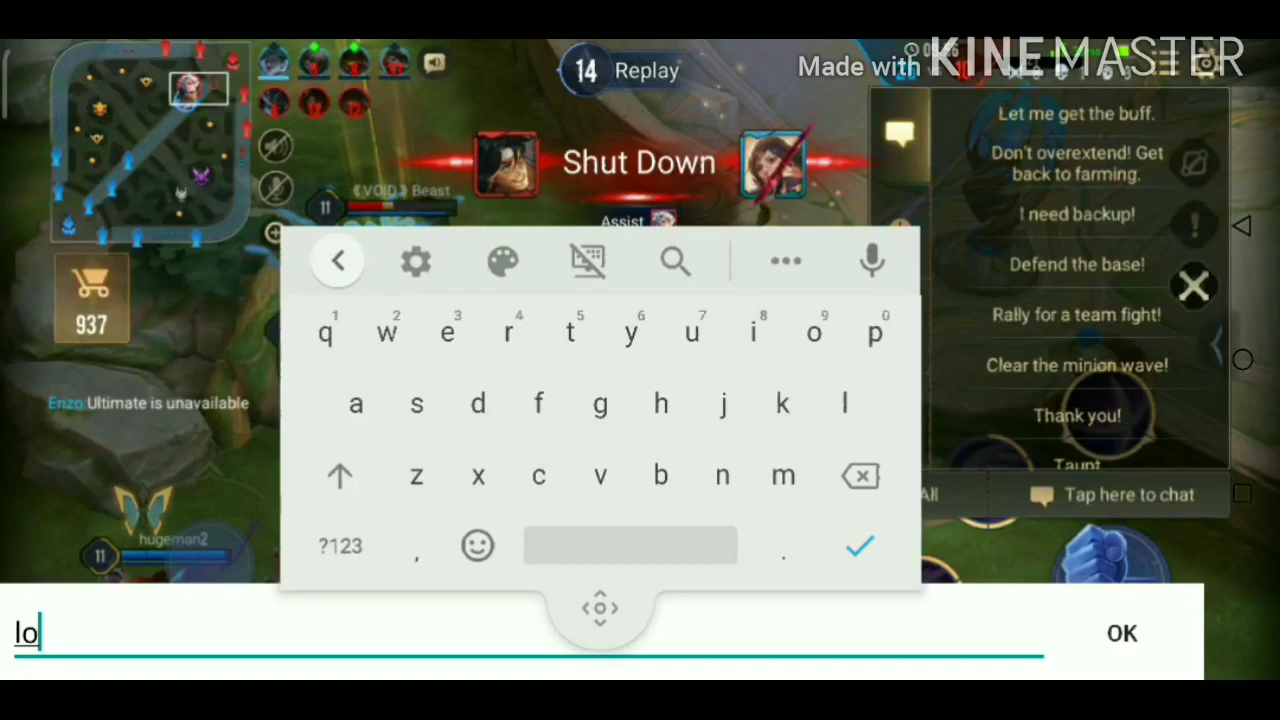 Made with KINEMASTER
14 Replay
Shut Down
Assist
《VOID》Beast
11
937
Enzo:Ultimate is unavailable
hugeman2
11
Let me get the buff.
Don't overextend! Get
back to farming.
I need backup!
Defend the base!
Rally for a team fight!
Clear the minion wave!
Thank you!
Taunt
All
Tap here to chat
1 2 3 4 5 6 7 8 9 0
q w e r t y u i o p
a s d f g h j k l
z x c v b n m
?123 , .
lo
OK